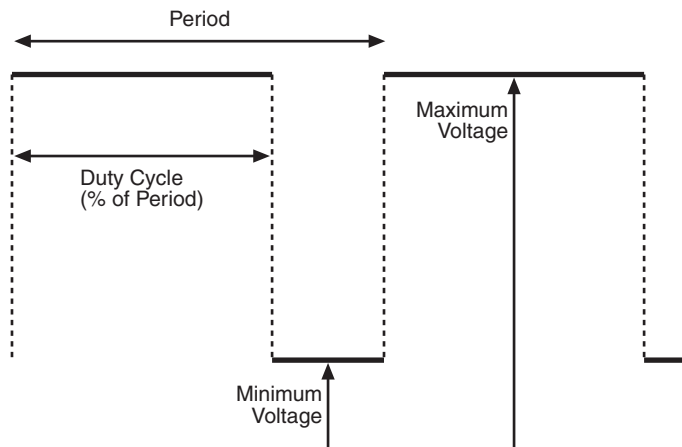 Period
Maximum
Voltage
Duty Cycle
(% of Period)
Minimum
Voltage